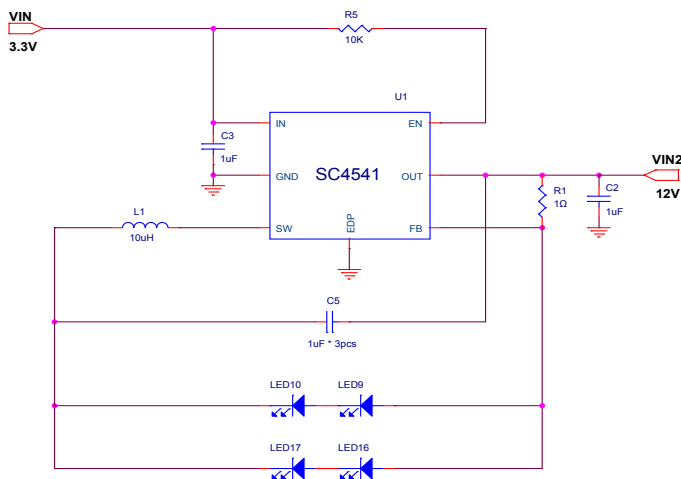 VIN
3.3V
R5
10K
U1
IN
EN
C3
1uF
GND
SC4541
OUT
VIN2
12V
R1
1Ω
C2
1uF
L1
10uH
SW
EDP
FB
C5
1uF * 3pcs
LED10
LED9
LED17
LED16